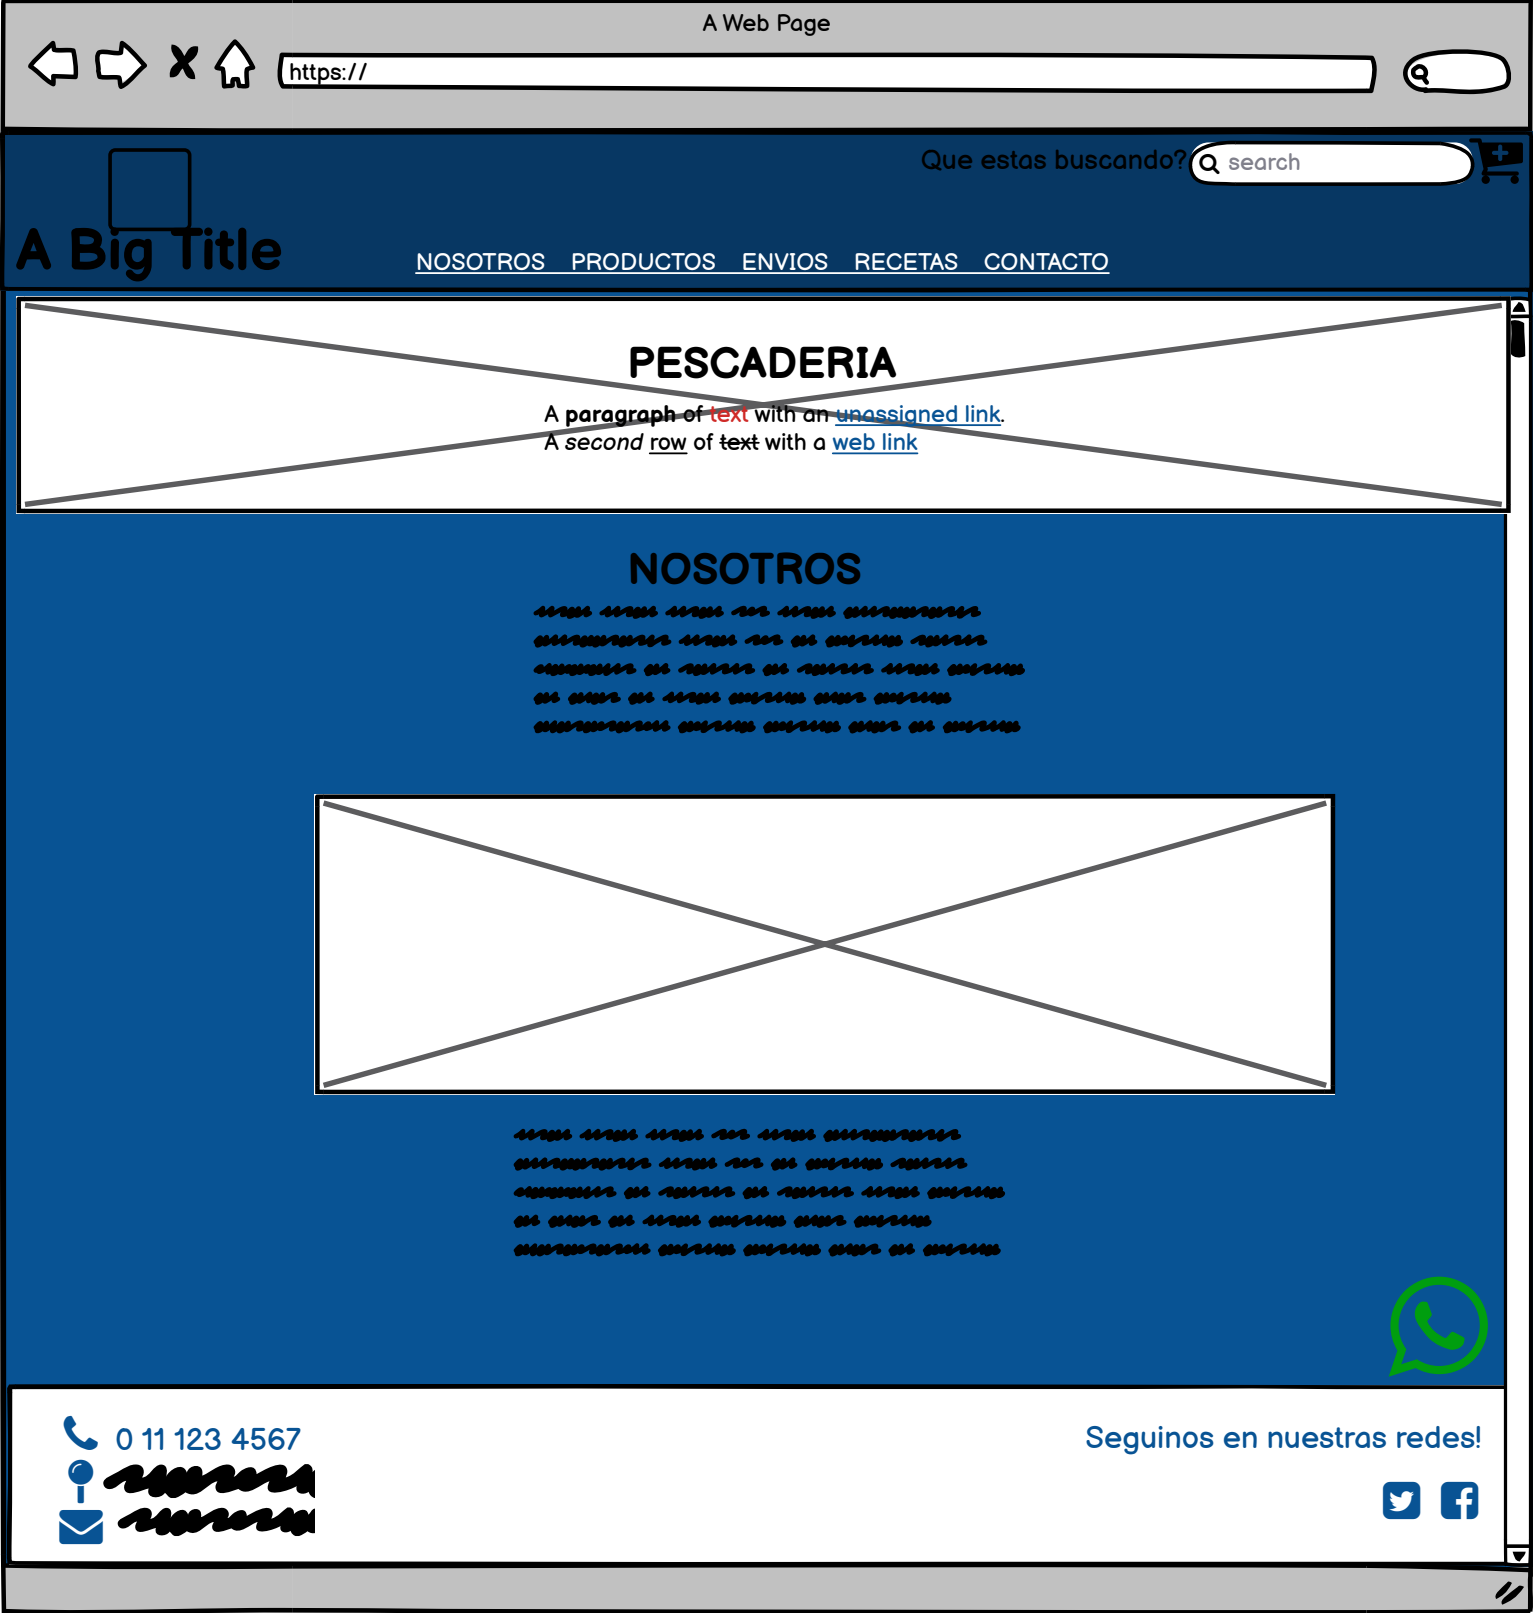 A Web Page
https://
Que estas buscando? search
A Big Title
NOSOTROS PRODUCTOS ENVIOS RECETAS CONTACTO
PESCADERIA
A paragraph of text with an unassigned link.
A second row of text with a web link
NOSOTROS
0 11 123 4567
Seguinos en nuestras redes!